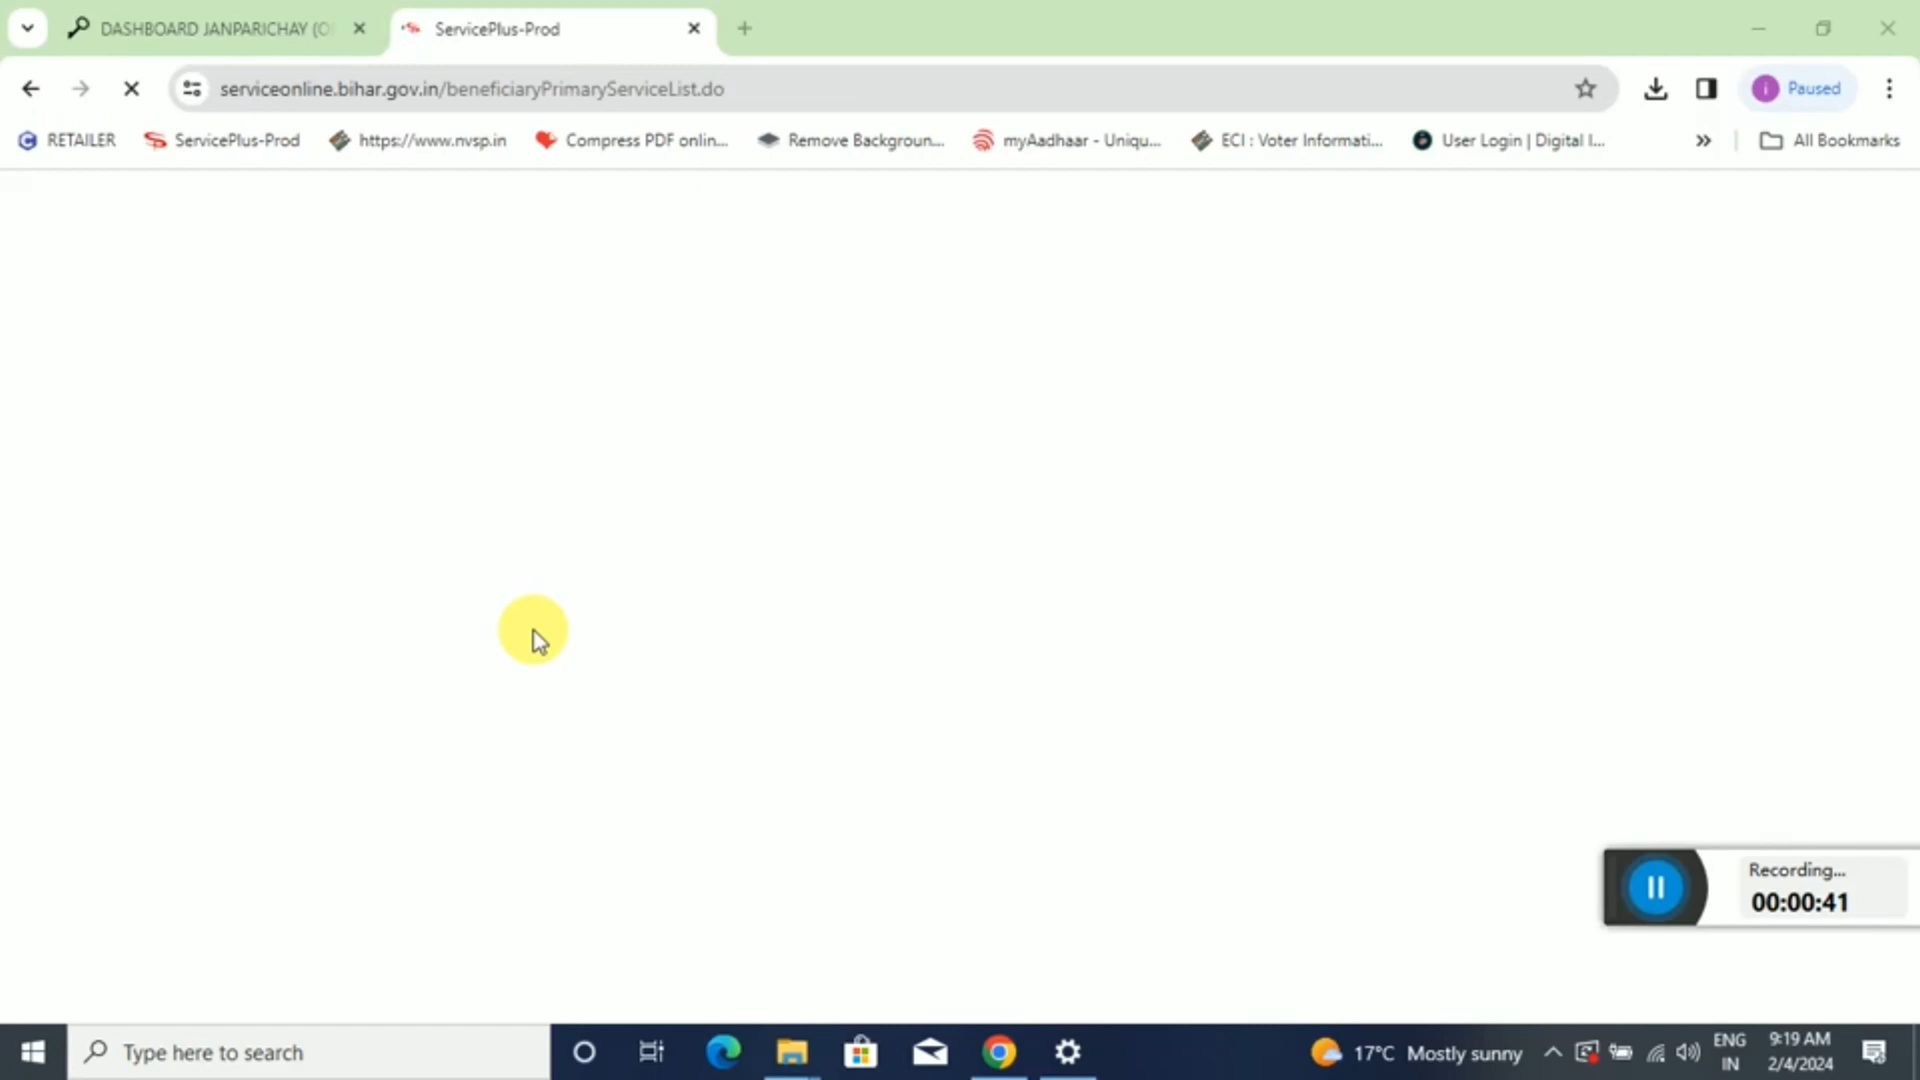 DASHBOARD JANPARICHAY (O
ServicePlus-Prod
serviceonline.bihar.gov.in/beneficiaryPrimaryServiceList.do
i
Paused
RETAILER
ServicePlus-Prod
https://www.nvsp.in
Compress PDF onlin...
Remove Backgroun...
myAadhaar - Uniqu...
ECI : Voter Informati...
User Login | Digital I...
All Bookmarks
Recording...
00:00:41
Type here to search
17°C Mostly sunny
ENG
IN
9:19 AM
2/4/2024